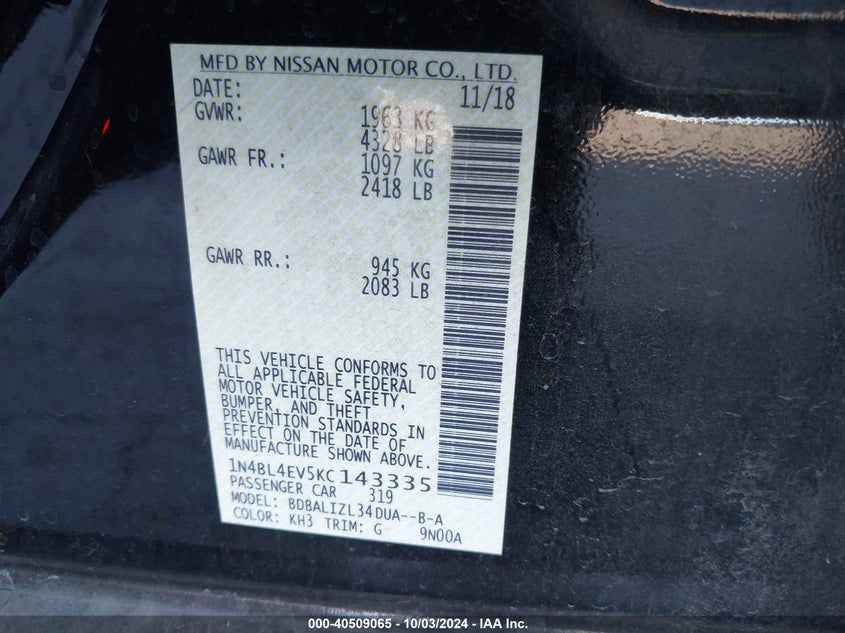 MFD BY NISSAN MOTOR CO., LTD.
DATE: 11/18
GVWR: 1963 KG
4328 LB
GAWR FR.: 1097 KG
2418 LB
GAWR RR.: 945 KG
2083 LB
THIS VEHICLE CONFORMS TO
ALL APPLICABLE FEDERAL
MOTOR VEHICLE SAFETY,
BUMPER, AND THEFT
PREVENTION STANDARDS IN
EFFECT ON THE DATE OF
MANUFACTURE SHOWN ABOVE.
1N4BL4EV5KC143335
PASSENGER CAR 319
MODEL: BDBALIZL34DUA--B-A
COLOR: KH3 TRIM: G 9N00A
000-40509065 - 10/03/2024 - IAA Inc.